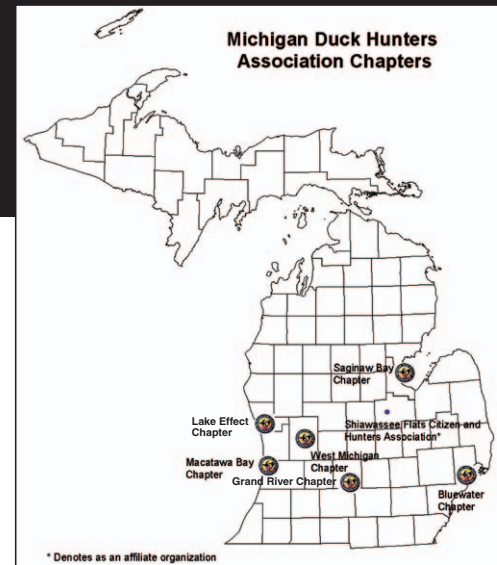 Michigan Duck Hunters
Association Chapters
Saginaw Bay
Chapter
Lake Effect
Chapter
Shiawassee Flats Citizen and
Hunters Association*
West Michigan
Chapter
Macatawa Bay
Chapter
Grand River Chapter
Bluewater
Chapter
* Denotes as an affiliate organization